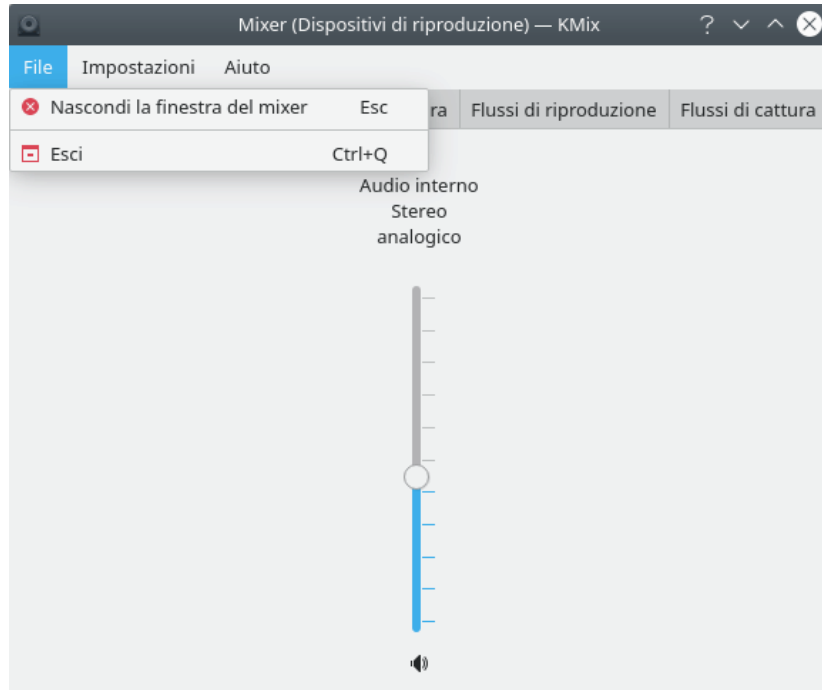 Mixer (Dispositivi di riproduzione) — KMix
File Impostazioni Aiuto
Nascondi la finestra del mixer Esc
Esci Ctrl+Q
ra Flussi di riproduzione Flussi di cattura
Audio interno
Stereo
analogico